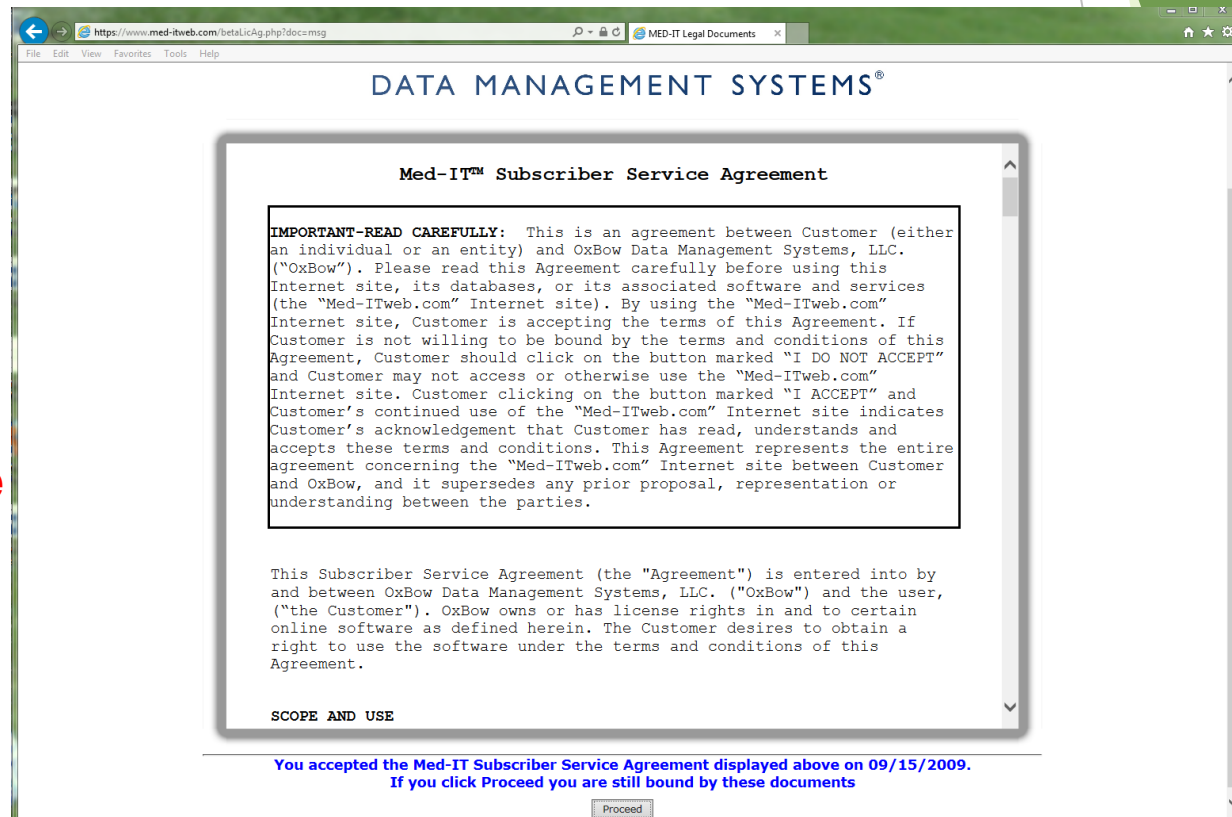 https://www.med-itweb.com/betaLicAg.php?doc=msg
MED-IT Legal Documents
File Edit View Favorites Tools Help
DATA MANAGEMENT SYSTEMS®
Med-IT™ Subscriber Service Agreement
IMPORTANT-READ CAREFULLY: This is an agreement between Customer (either
an individual or an entity) and OxBow Data Management Systems, LLC.
(“OxBow”). Please read this Agreement carefully before using this
Internet site, its databases, or its associated software and services
(the “Med-ITweb.com” Internet site). By using the “Med-ITweb.com”
Internet site, Customer is accepting the terms of this Agreement. If
Customer is not willing to be bound by the terms and conditions of this
Agreement, Customer should click on the button marked “I DO NOT ACCEPT”
and Customer may not access or otherwise use the “Med-ITweb.com”
Internet site. Customer clicking on the button marked “I ACCEPT” and
Customer’s continued use of the “Med-ITweb.com” Internet site indicates
Customer’s acknowledgement that Customer has read, understands and
accepts these terms and conditions. This Agreement represents the entire
agreement concerning the “Med-ITweb.com” Internet site between Customer
and OxBow, and it supersedes any prior proposal, representation or
understanding between the parties.
This Subscriber Service Agreement (the "Agreement") is entered into by
and between OxBow Data Management Systems, LLC. ("OxBow") and the user,
(“the Customer"). OxBow owns or has license rights in and to certain
online software as defined herein. The Customer desires to obtain a
right to use the software under the terms and conditions of this
Agreement.
SCOPE AND USE
You accepted the Med-IT Subscriber Service Agreement displayed above on 09/15/2009.
If you click Proceed you are still bound by these documents
Proceed